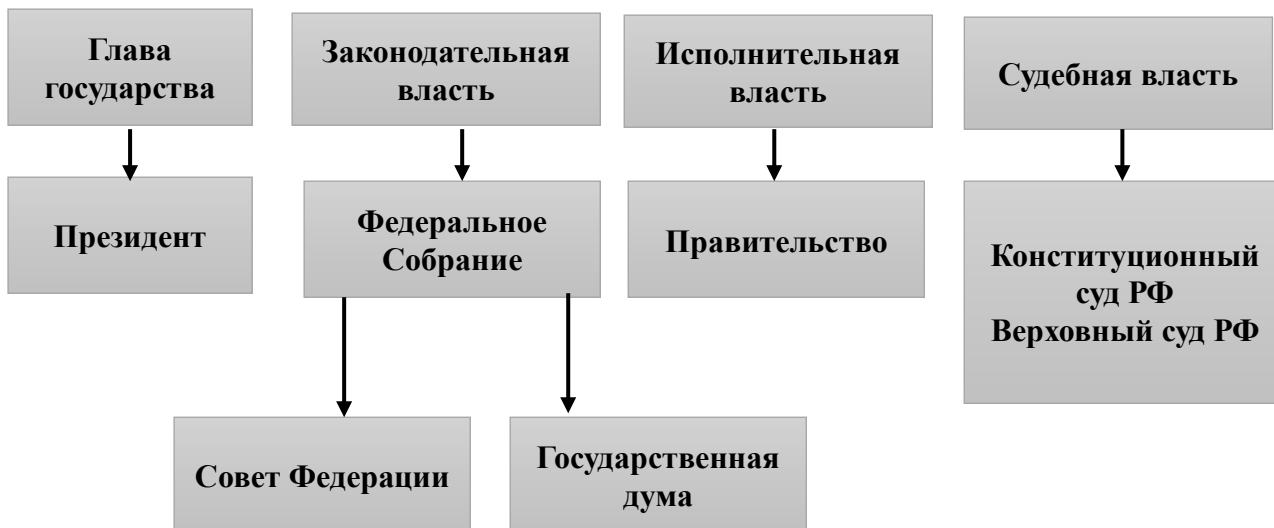 Глава
государства
Законодательная
власть
Исполнительная
власть
Судебная власть
Президент
Федеральное
Собрание
Правительство
Конституционный
суд РФ
Верховный суд РФ
Совет Федерации
Государственная
дума